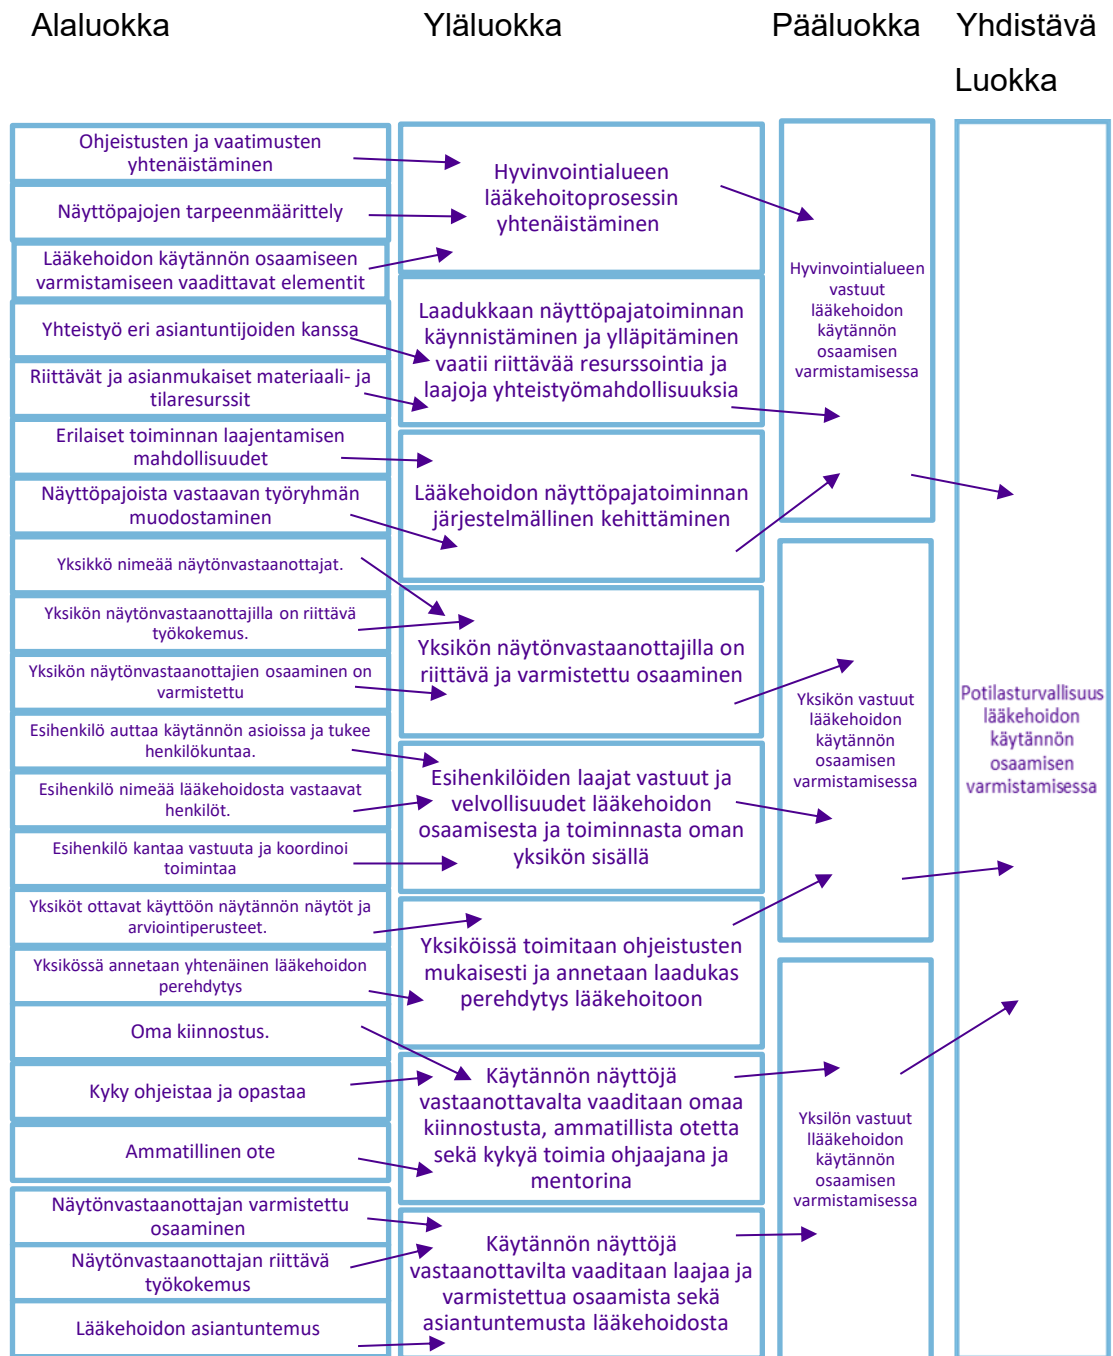 Alaluokka
Yläluokka
Pääluokka
Yhdistävä
Luokka
Ohjeistusten ja vaatimusten
yhtenäistäminen
Näyttöpajojen tarpeenmäärittely
Lääkehoidon käytännön osaamiseen
varmistamiseen vaadittavat elementit
Yhteistyö eri asiantuntijoiden kanssa
Riittävät ja asianmukaiset materiaali- ja
tilaresurssit
Erilaiset toiminnan laajentamisen
mahdollisuudet
Näyttöpajoista vastaavan työryhmän
muodostaminen
Yksikkö nimeää näytönvastaanottajat.
Yksikön näytönvastaanottajilla on riittävä
työkokemus.
Yksikön näytönvastaanottajien osaaminen on
varmistettu
Esihenkilö auttaa käytännön asioissa ja tukee
henkilökuntaa.
Esihenkilö nimeää lääkehoidosta vastaavat
henkilöt.
Esihenkilö kantaa vastuuta ja koordinoi
toimintaa
Yksiköt ottavat käyttöön näytännön näytöt ja
arviointiperusteet.
Yksikössä annetaan yhtenäinen lääkehoidon
perehdytys
Oma kiinnostus.
Kyky ohjeistaa ja opastaa
Ammatillinen ote
Näytönvastaanottajan varmistettu
osaaminen
Näytönvastaanottajan riittävä
työkokemus
Lääkehoidon asiantuntemus
Hyvinvointialueen
lääkehoitoprosessin
yhtenäistäminen
Laadukkaan näyttöpajatoiminnan
käynnistäminen ja ylläpitäminen
vaatii riittävää resurssointia ja
laajoja yhteistyömahdollisuuksia
Lääkehoidon näyttöpajatoiminnan
järjestelmällinen kehittäminen
Yksikön näytönvastaanottajilla on
riittävä ja varmistettu osaaminen
Esihenkilöiden laajat vastuut ja
velvollisuudet lääkehoidon
osaamisesta ja toiminnasta oman
yksikön sisällä
Yksiköissä toimitaan ohjeistusten
mukaisesti ja annetaan laadukas
perehdytys lääkehoitoon
Käytännön näyttöjä
vastaanottavalta vaaditaan omaa
kiinnostusta, ammatillista otetta
sekä kykyä toimia ohjaajana ja
mentorina
Käytännön näyttöjä
vastaanottavilta vaaditaan laajaa ja
varmistettua osaamista sekä
asiantuntemusta lääkehoidosta
Hyvinvointialueen
vastuut
lääkehoidon
käytännön
osaamisen
varmistamisessa
Yksikön vastuut
lääkehoidon
käytännön
osaamisen
varmistamisessa
Yksilön vastuut
llääkehoidon
käytännön
osaamisen
varmistamisessa
Potilasturvallisuus
lääkehoidon
käytännön
osaamisen
varmistamisessa